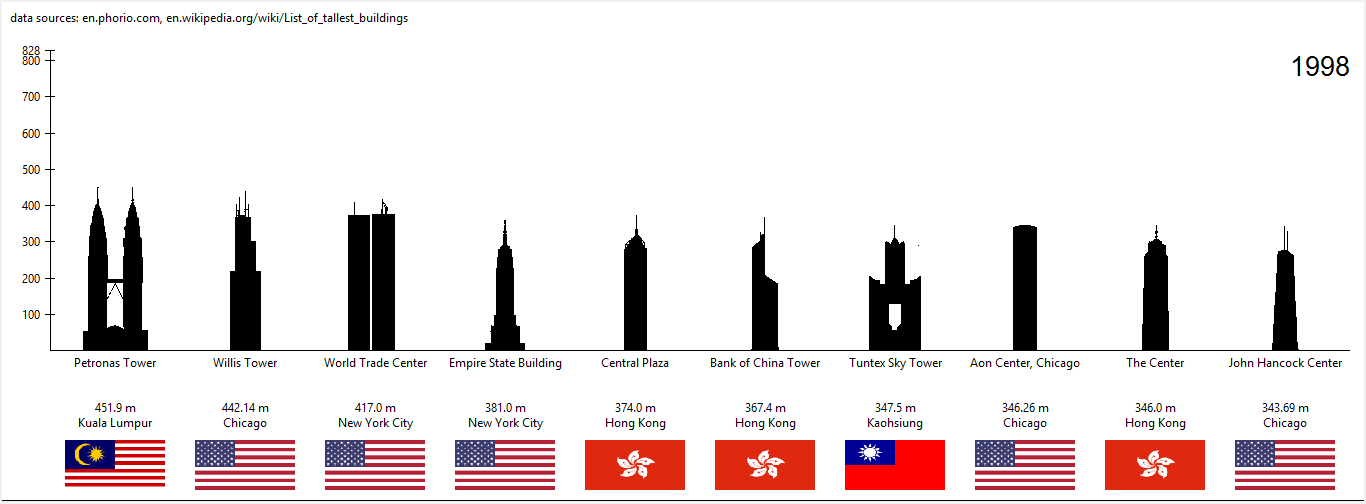 data sources: en.phorio.com, en.wikipedia.org/wiki/List_of_tallest_buildings
1998
828
800
700
600
500
400
300
200
100
Petronas Tower Willis Tower World Trade Center Empire State Building Central Plaza Bank of China Tower Tuntex Sky Tower Aon Center, Chicago The Center John Hancock Center
451.9 m 442.14 m 417.0 m 381.0 m 374.0 m 367.4 m 347.5 m 346.26 m 346.0 m 343.69 m
Kuala Lumpur Chicago New York City New York City Hong Kong Hong Kong Kaohsiung Chicago Hong Kong Chicago